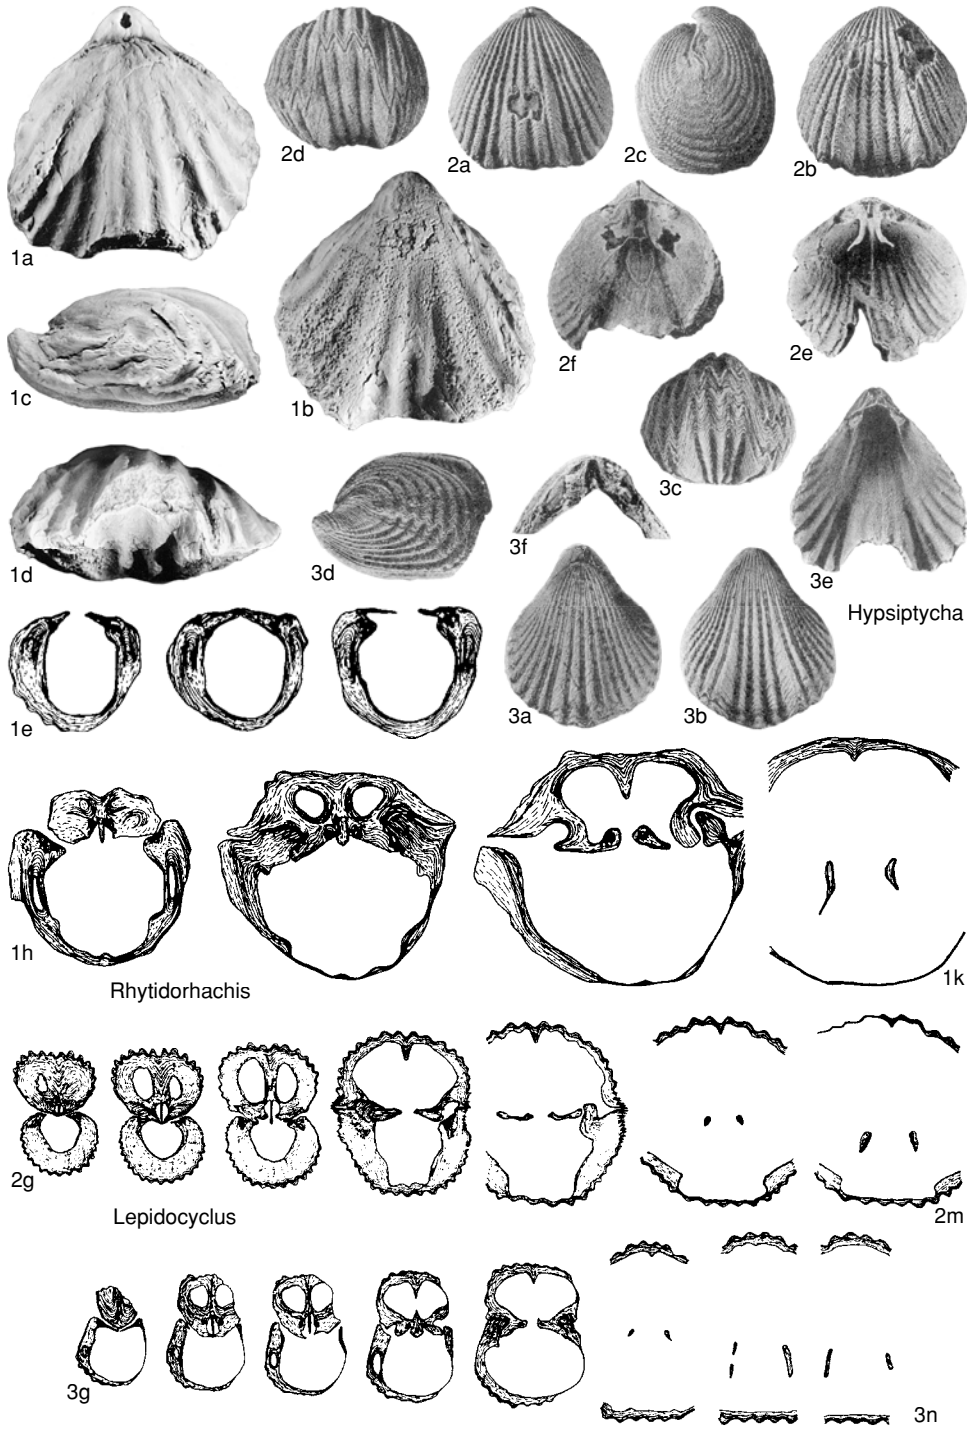 2d
2a
2c
2b
1a
2f
2e
1c
1b
3c
1d
3d
3f
3e
Hypsiptycha
1e
3a
3b
1h
1k
Rhytidorhachis
2g
2m
Lepidocyclus
3g
3n